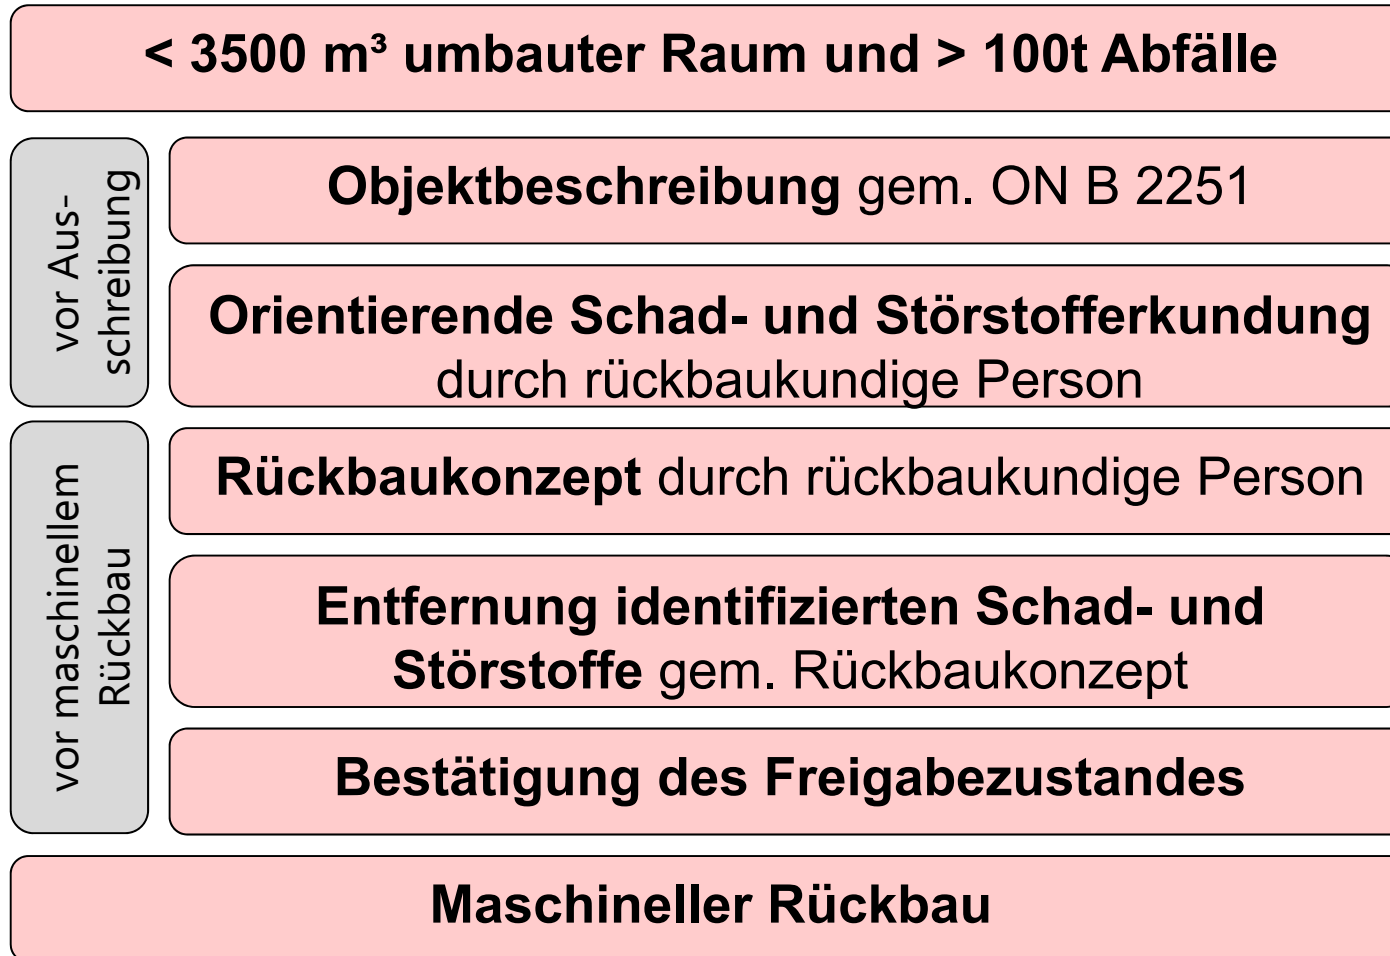 < 3500 m³ umbauter Raum und > 100t Abfälle
vor Aus-
schreibung
Objektbeschreibung gem. ON B 2251
Orientierende Schad- und Störstofferkundung
durch rückbaukundige Person
vor maschinellem
Rückbau
Rückbaukonzept durch rückbaukundige Person
Entfernung identifizierten Schad- und
Störstoffe gem. Rückbaukonzept
Bestätigung des Freigabezustandes
Maschineller Rückbau